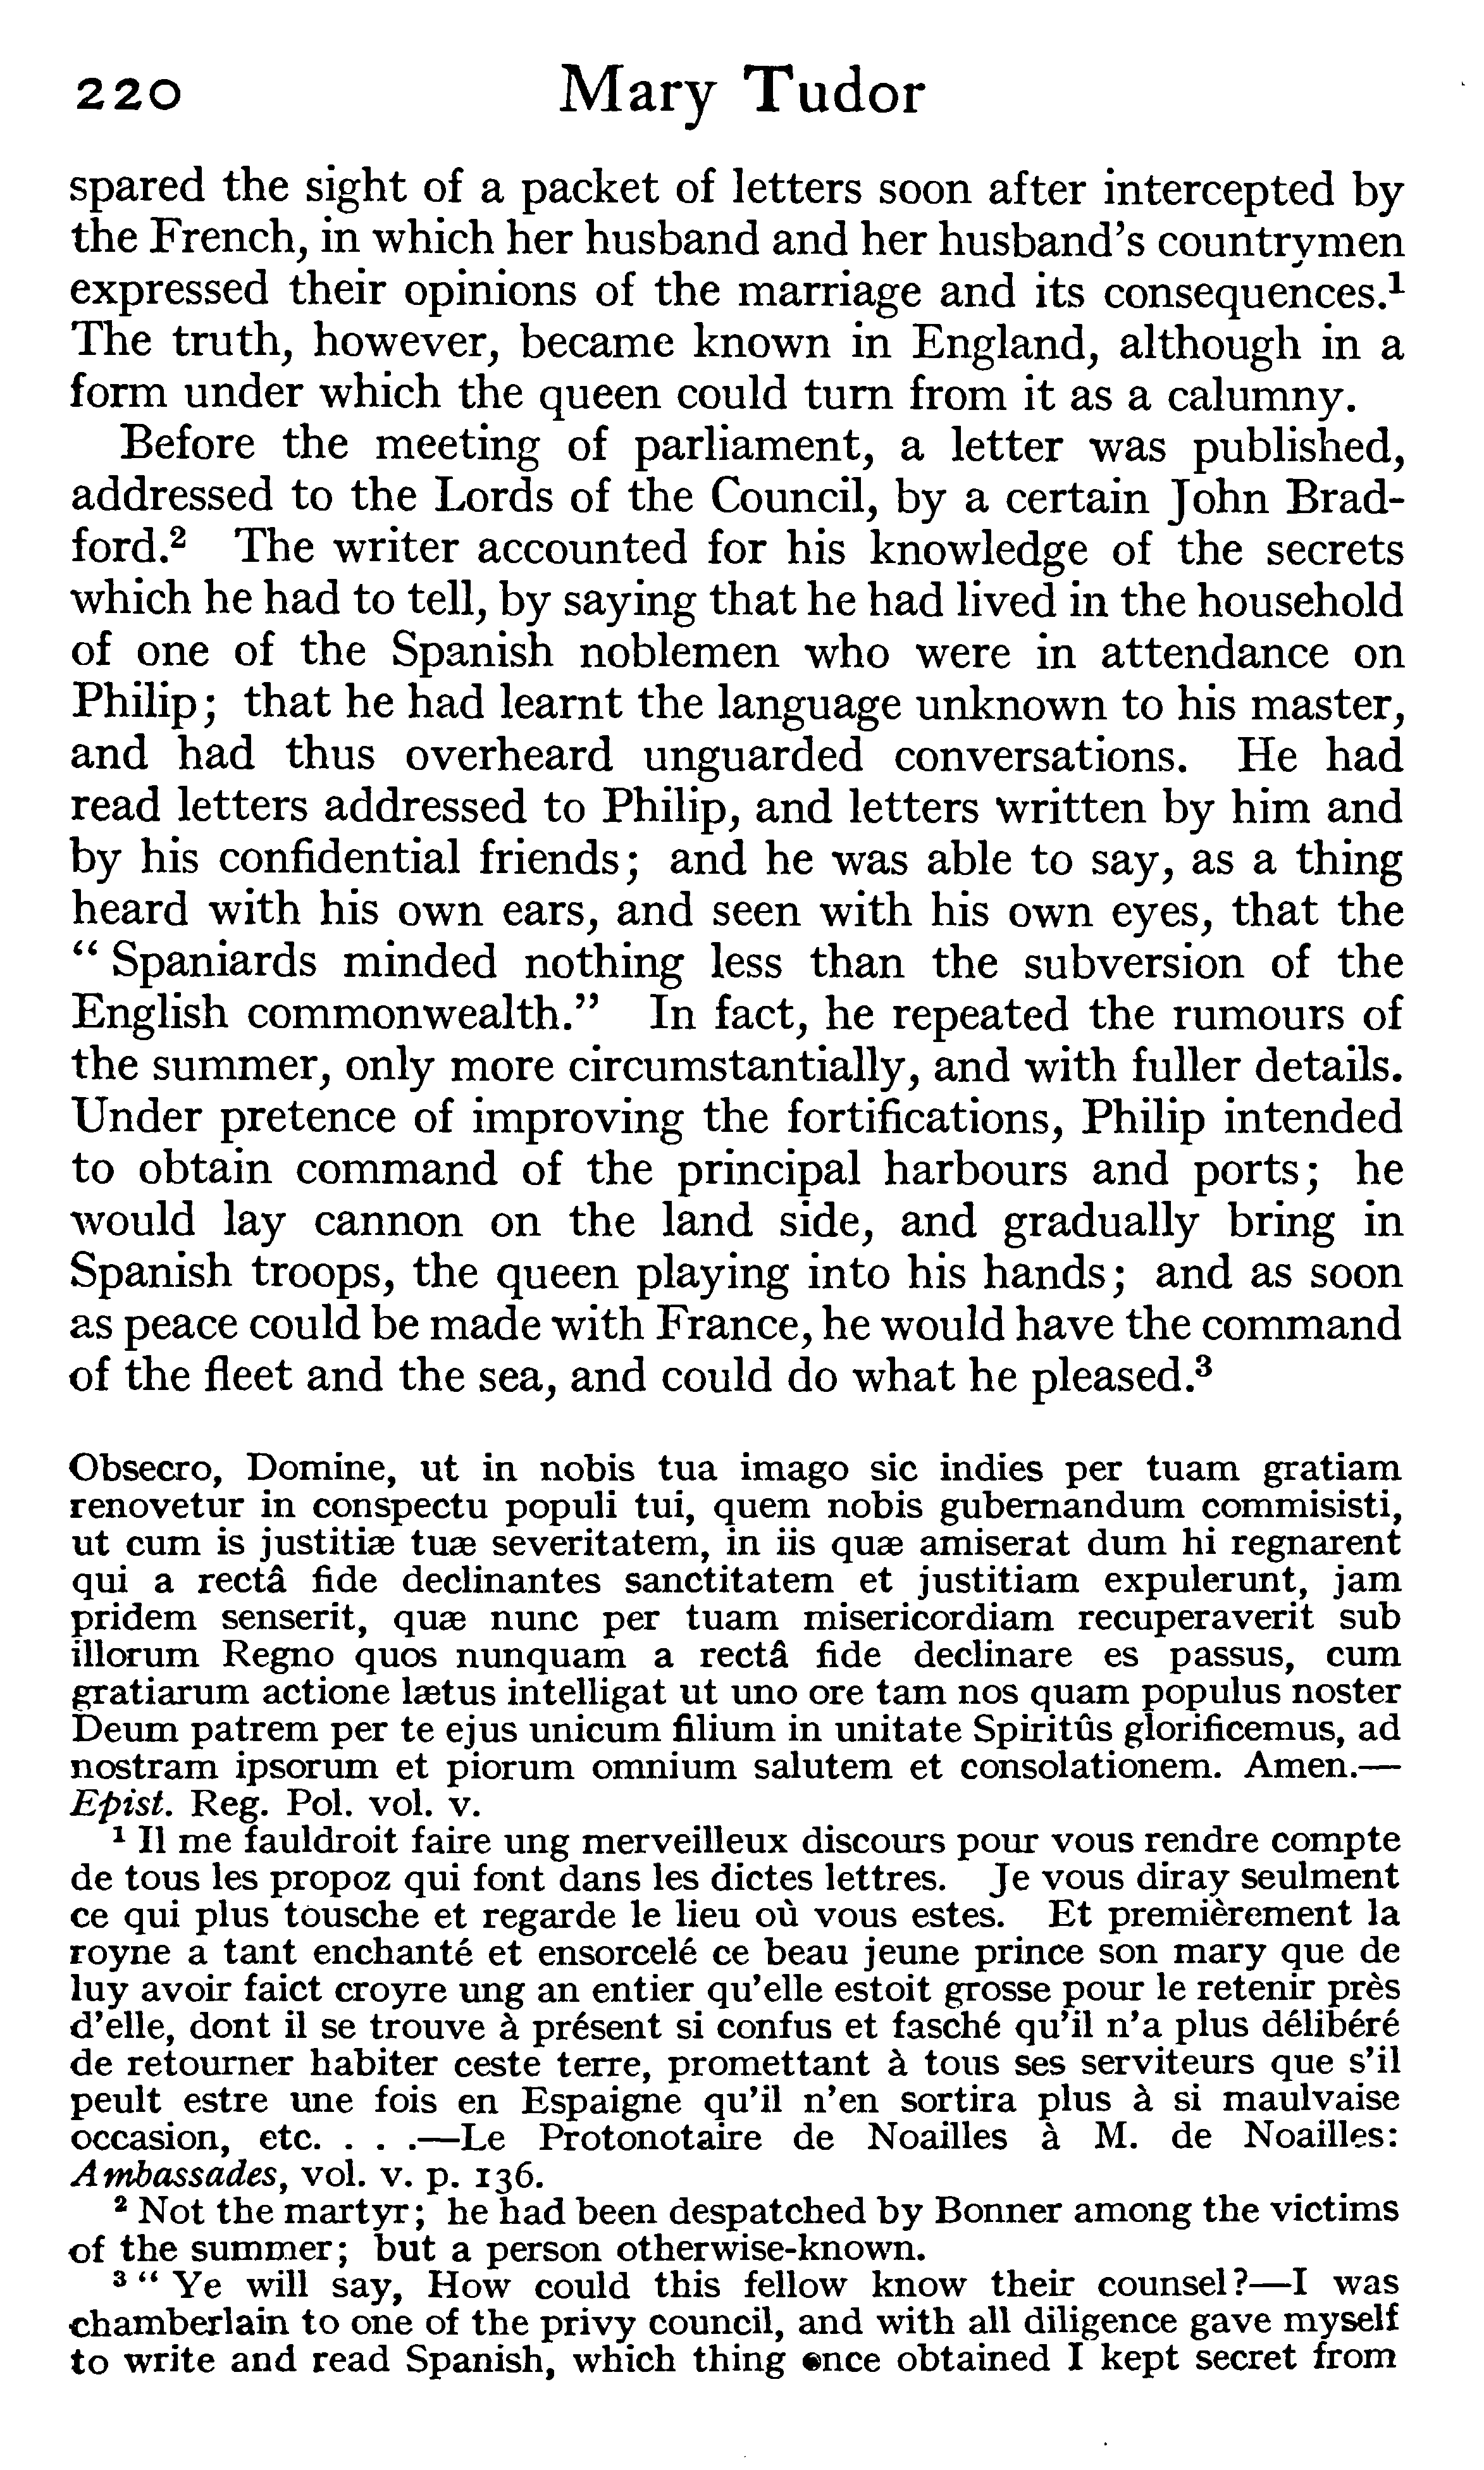 220 Mary Tudor
spared the sight of a packet of letters soon after intercepted by
the French, in which her husband and her husband's countrymen
expressed their opinions of the marriage and its consequences.¹
The truth, however, became known in England, although in a
form under which the queen could turn from it as a calumny.
Before the meeting of parliament, a letter was published,
addressed to the Lords of the Council, by a certain John Brad-
ford.² The writer accounted for his knowledge of the secrets
which he had to tell, by saying that he had lived in the household
of one of the Spanish noblemen who were in attendance on
Philip; that he had learnt the language unknown to his master,
and had thus overheard unguarded conversations. He had
read letters addressed to Philip, and letters written by him and
by his confidential friends; and he was able to say, as a thing
heard with his own ears, and seen with his own eyes, that the
“ Spaniards minded nothing less than the subversion of the
English commonwealth.” In fact, he repeated the rumours of
the summer, only more circumstantially, and with fuller details.
Under pretence of improving the fortifications, Philip intended
to obtain command of the principal harbours and ports; he
would lay cannon on the land side, and gradually bring in
Spanish troops, the queen playing into his hands; and as soon
as peace could be made with France, he would have the command
of the fleet and the sea, and could do what he pleased.³
Obsecro, Domine, ut in nobis tua imago sic indies per tuam gratiam
renovetur in conspectu populi tui, quem nobis gubernandum commisisti,
ut cum is justitiæ tuæ severitatem, in iis quæ amiserat dum hi regnarent
qui a rectâ fide declinantes sanctitatem et justitiam expulerunt, jam
pridem senserit, quæ nunc per tuam misericordiam recuperaverit sub
illorum Regno quos nunquam a rectâ fide declinare es passus, cum
gratiarum actione lætus intelligat ut uno ore tam nos quam populus noster
Deum patrem per te ejus unicum filium in unitate Spiritûs glorificemus, ad
nostram ipsorum et piorum omnium salutem et consolationem. Amen.—
Epist. Reg. Pol. vol. v.
¹ Il me fauldroit faire ung merveilleux discours pour vous rendre compte
de tous les propoz qui font dans les dictes lettres. Je vous diray seulment
ce qui plus tousche et regarde le lieu où vous estes. Et premièrement la
royne a tant enchanté et ensorcelé ce beau jeune prince son mary que de
luy avoir faict croyre ung an entier qu'elle estoit grosse pour le retenir près
d'elle, dont il se trouve à présent si confus et fasché qu'il n'a plus délibéré
de retourner habiter ceste terre, promettant à tous ses serviteurs que s'il
peult estre une fois en Espaigne qu'il n'en sortira plus à si maulvaise
occasion, etc. . . .—Le Protonotaire de Noailles à M. de Noailles:
Ambassades, vol. v. p. 136.
² Not the martyr; he had been despatched by Bonner among the victims
of the summer; but a person otherwise-known.
³ “ Ye will say, How could this fellow know their counsel?—I was
chamberlain to one of the privy council, and with all diligence gave myself
to write and read Spanish, which thing once obtained I kept secret from